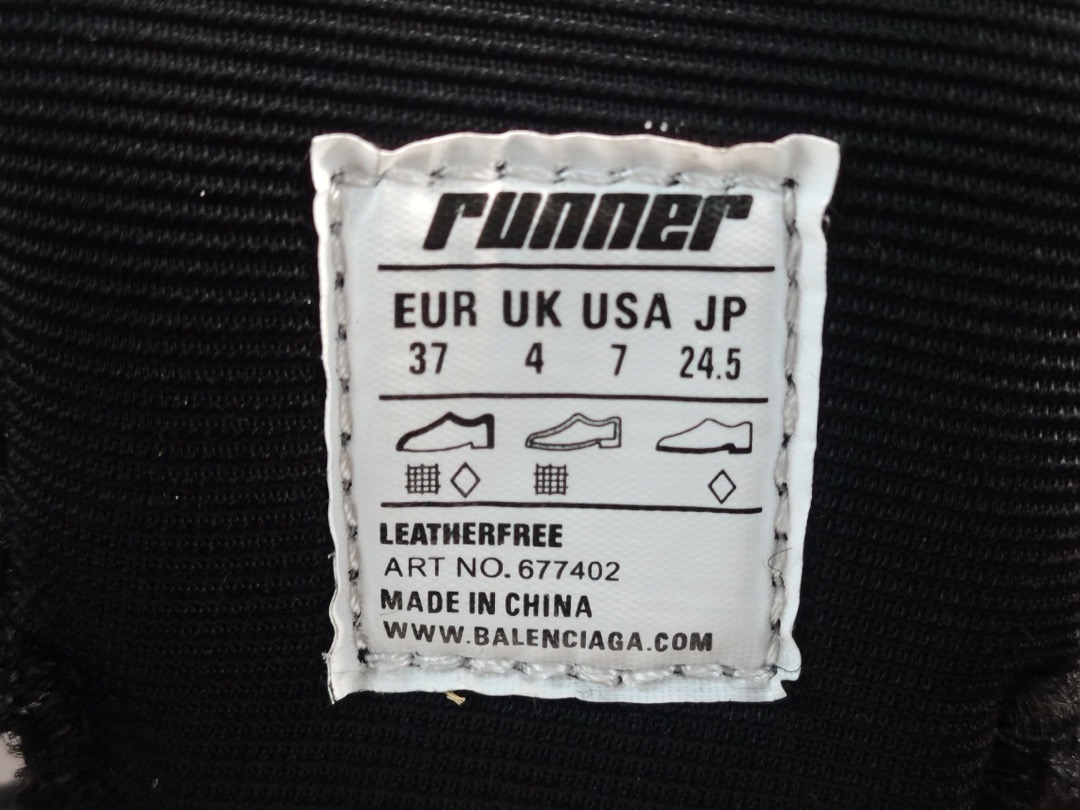 runner
EUR UK USA JP
37 4 7 24.5
LEATHERFREE
ART NO. 677402
MADE IN CHINA
WWW.BALENCIAGA.COM